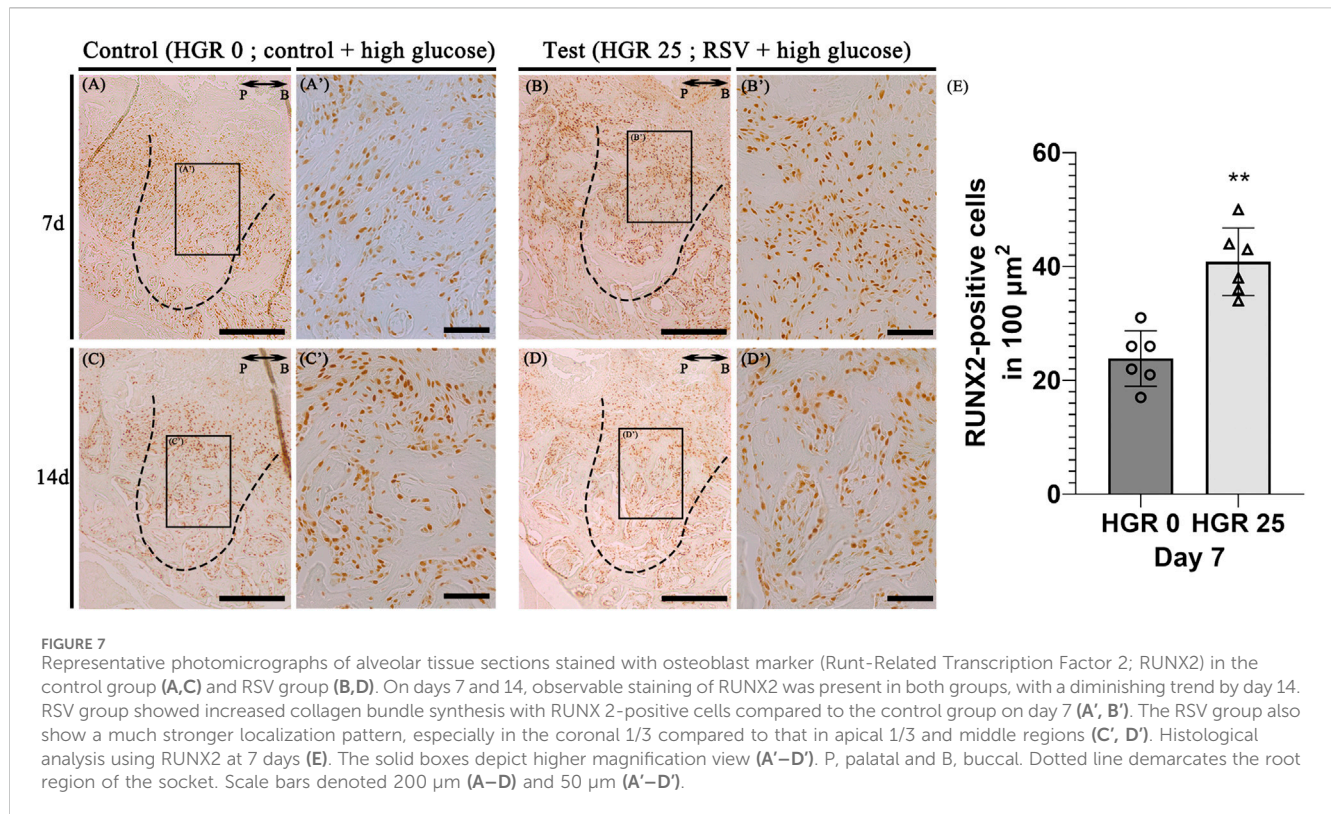 Control (HGR 0 ; control + high glucose)
Test (HGR 25 ; RSV + high glucose)
(A)
P B
(A')
(A')
(B)
P B
(B')
(B')
(E)
7d
(C)
P B
(C')
(C')
(D)
P B
(D')
(D')
14d
RUNX2-positive cells
in 100 µm²
60
40
20
0
**
HGR 0 HGR 25
Day 7
FIGURE 7
Representative photomicrographs of alveolar tissue sections stained with osteoblast marker (Runt-Related Transcription Factor 2; RUNX2) in the
control group (A,C) and RSV group (B,D). On days 7 and 14, observable staining of RUNX2 was present in both groups, with a diminishing trend by day 14.
RSV group showed increased collagen bundle synthesis with RUNX 2-positive cells compared to the control group on day 7 (A', B'). The RSV group also
show a much stronger localization pattern, especially in the coronal 1/3 compared to that in apical 1/3 and middle regions (C', D'). Histological
analysis using RUNX2 at 7 days (E). The solid boxes depict higher magnification view (A'–D'). P, palatal and B, buccal. Dotted line demarcates the root
region of the socket. Scale bars denoted 200 µm (A–D) and 50 µm (A'–D').